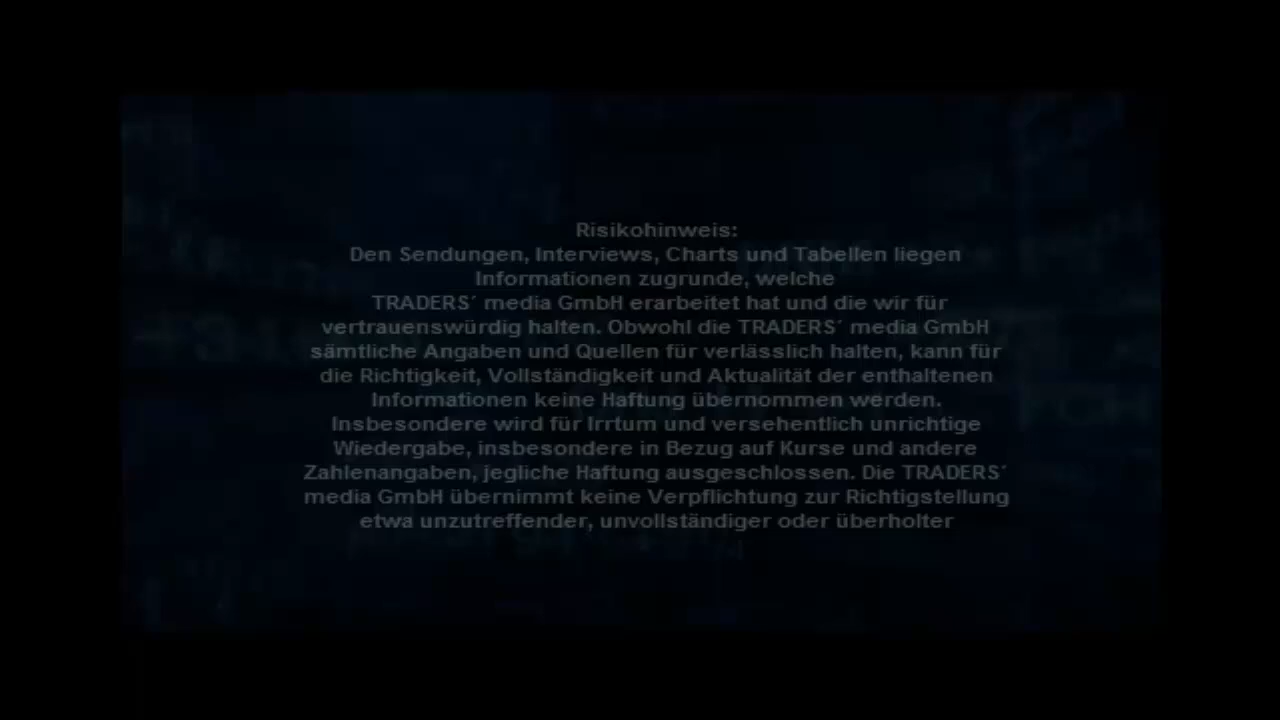 Risikohinweis:
Den Sendungen, Interviews, Charts und Tabellen liegen
Informationen zugrunde, welche
TRADERS´ media GmbH erarbeitet hat und die wir für
vertrauenswürdig halten. Obwohl die TRADERS´ media GmbH
sämtliche Angaben und Quellen für verlässlich halten, kann für
die Richtigkeit, Vollständigkeit und Aktualität der enthaltenen
Informationen keine Haftung übernommen werden.
Insbesondere wird für Irrtum und versehentlich unrichtige
Wiedergabe, insbesondere in Bezug auf Kurse und andere
Zahlenangaben, jegliche Haftung ausgeschlossen. Die TRADERS´
media GmbH übernimmt keine Verpflichtung zur Richtigstellung
etwa unzutreffender, unvollständiger oder überholter